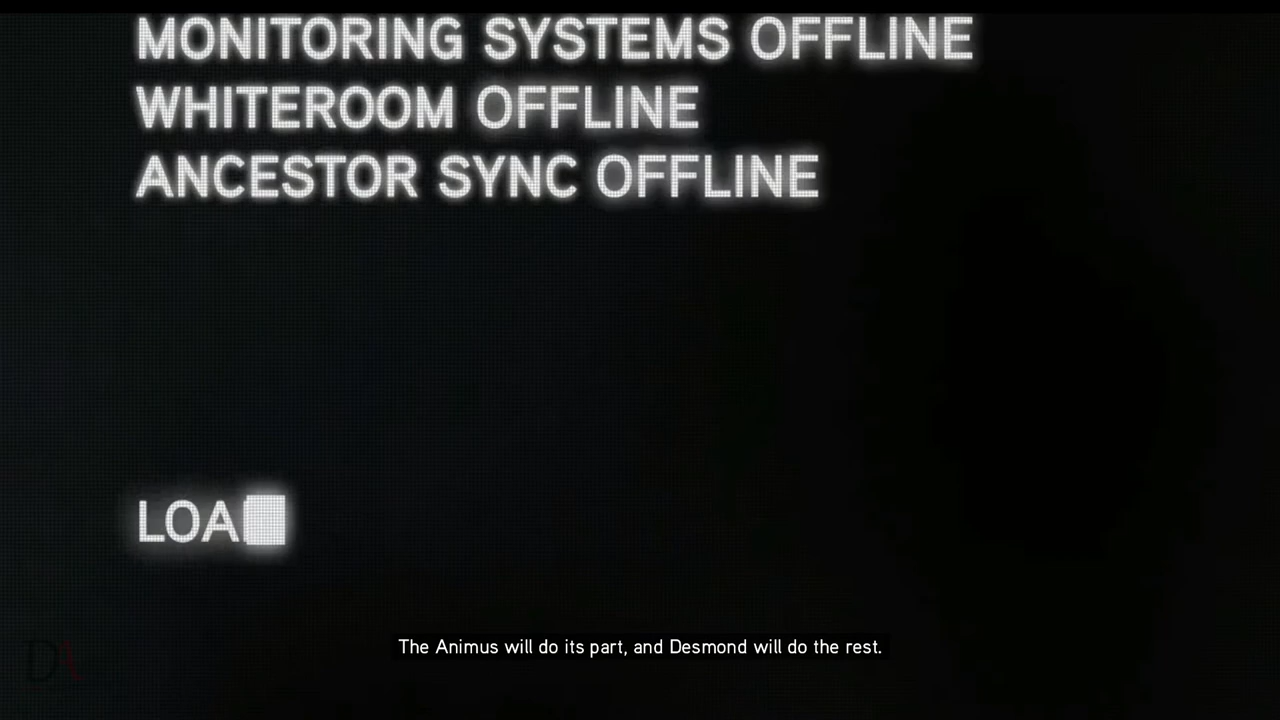 MONITORING SYSTEMS OFFLINE
WHITEROOM OFFLINE
ANCESTOR SYNC OFFLINE
LOA
The Animus will do its part, and Desmond will do the rest.
DA